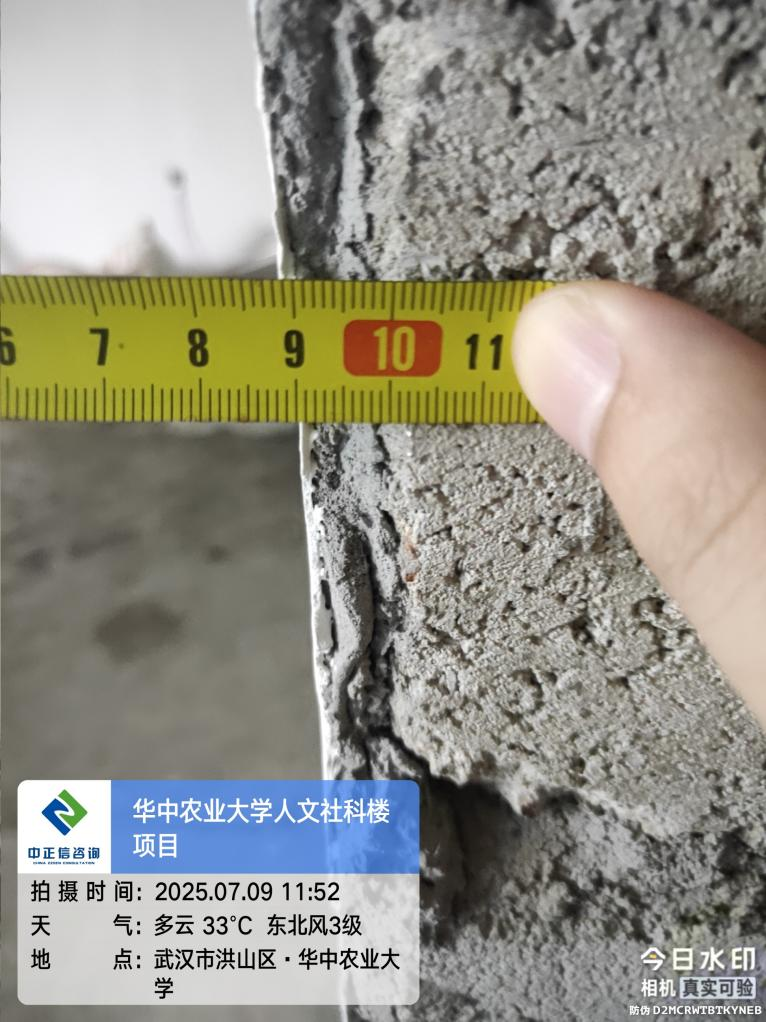 6 7 8 9 10 11
华中农业大学人文社科楼
项目
中正信咨询
拍摄时间: 2025.07.09 11:52
天气: 多云 33℃ 东北风3级
地点: 武汉市洪山区·华中农业大
学
今日水印
相机 真实可验
防伪 D2MCRWTBTKYNEB